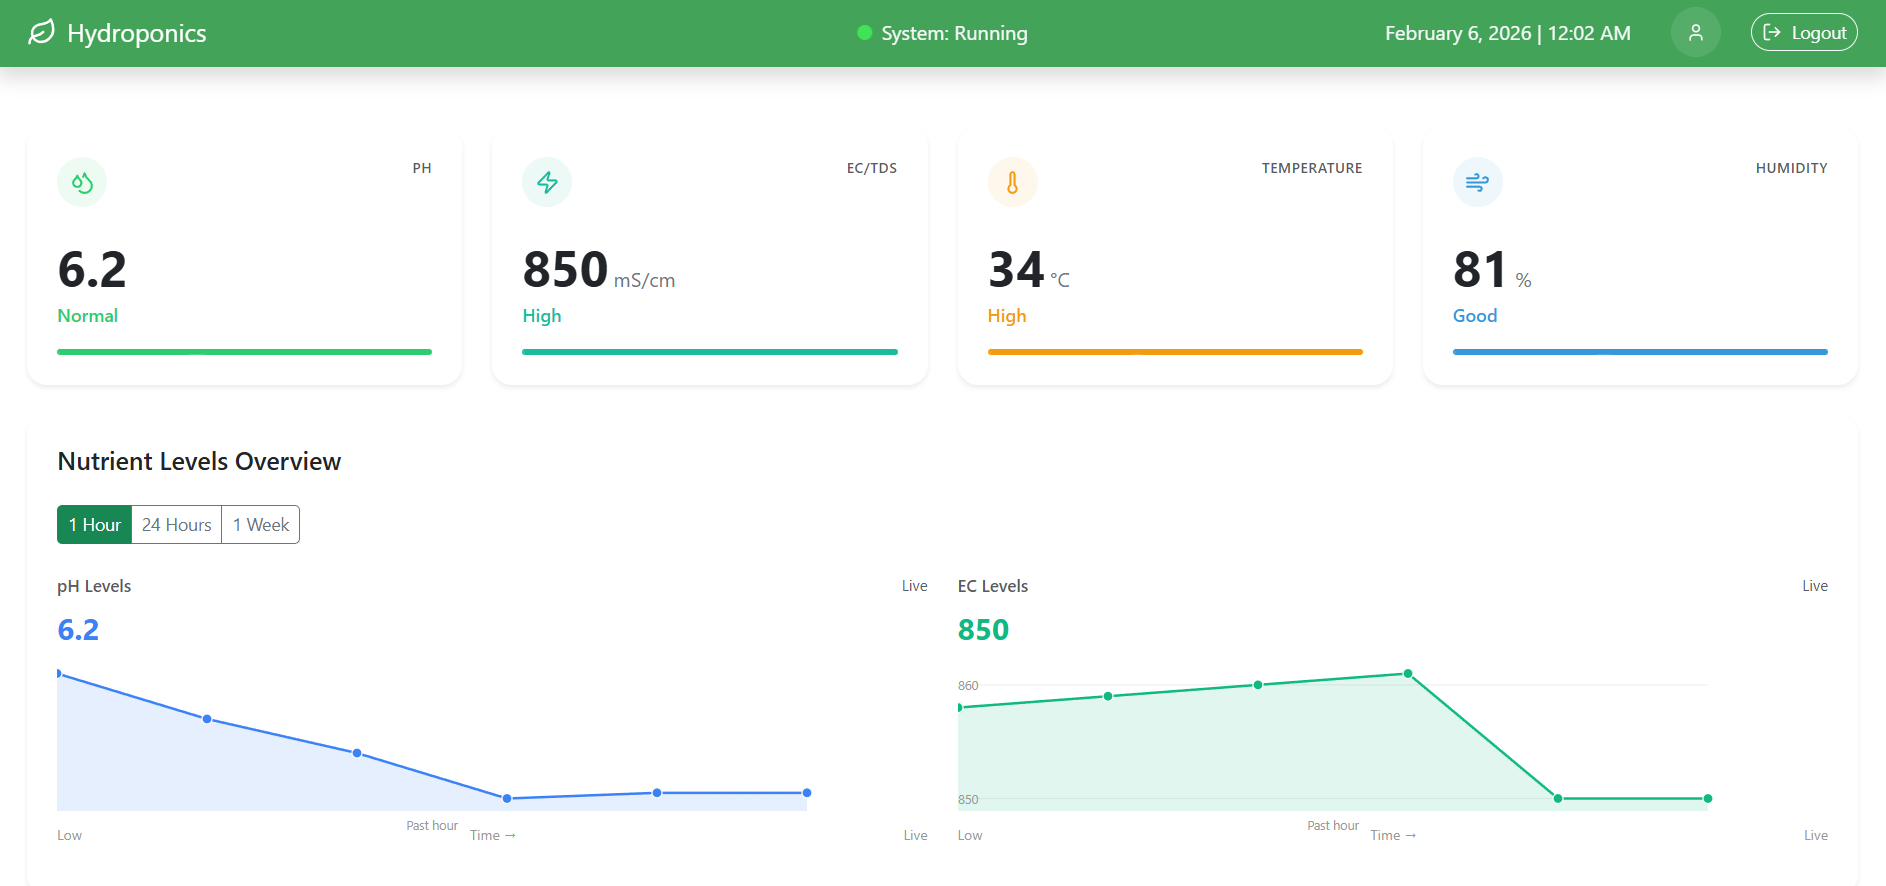 Hydroponics
System: Running
February 6, 2026 | 12:02 AM
Logout
PH
6.2
Normal
EC/TDS
850 mS/cm
High
TEMPERATURE
34 °C
High
HUMIDITY
81 %
Good
Nutrient Levels Overview
1 Hour 24 Hours 1 Week
pH Levels Live
6.2
Past hour
Low Time → Live
EC Levels Live
850
860
850
Past hour
Low Time → Live